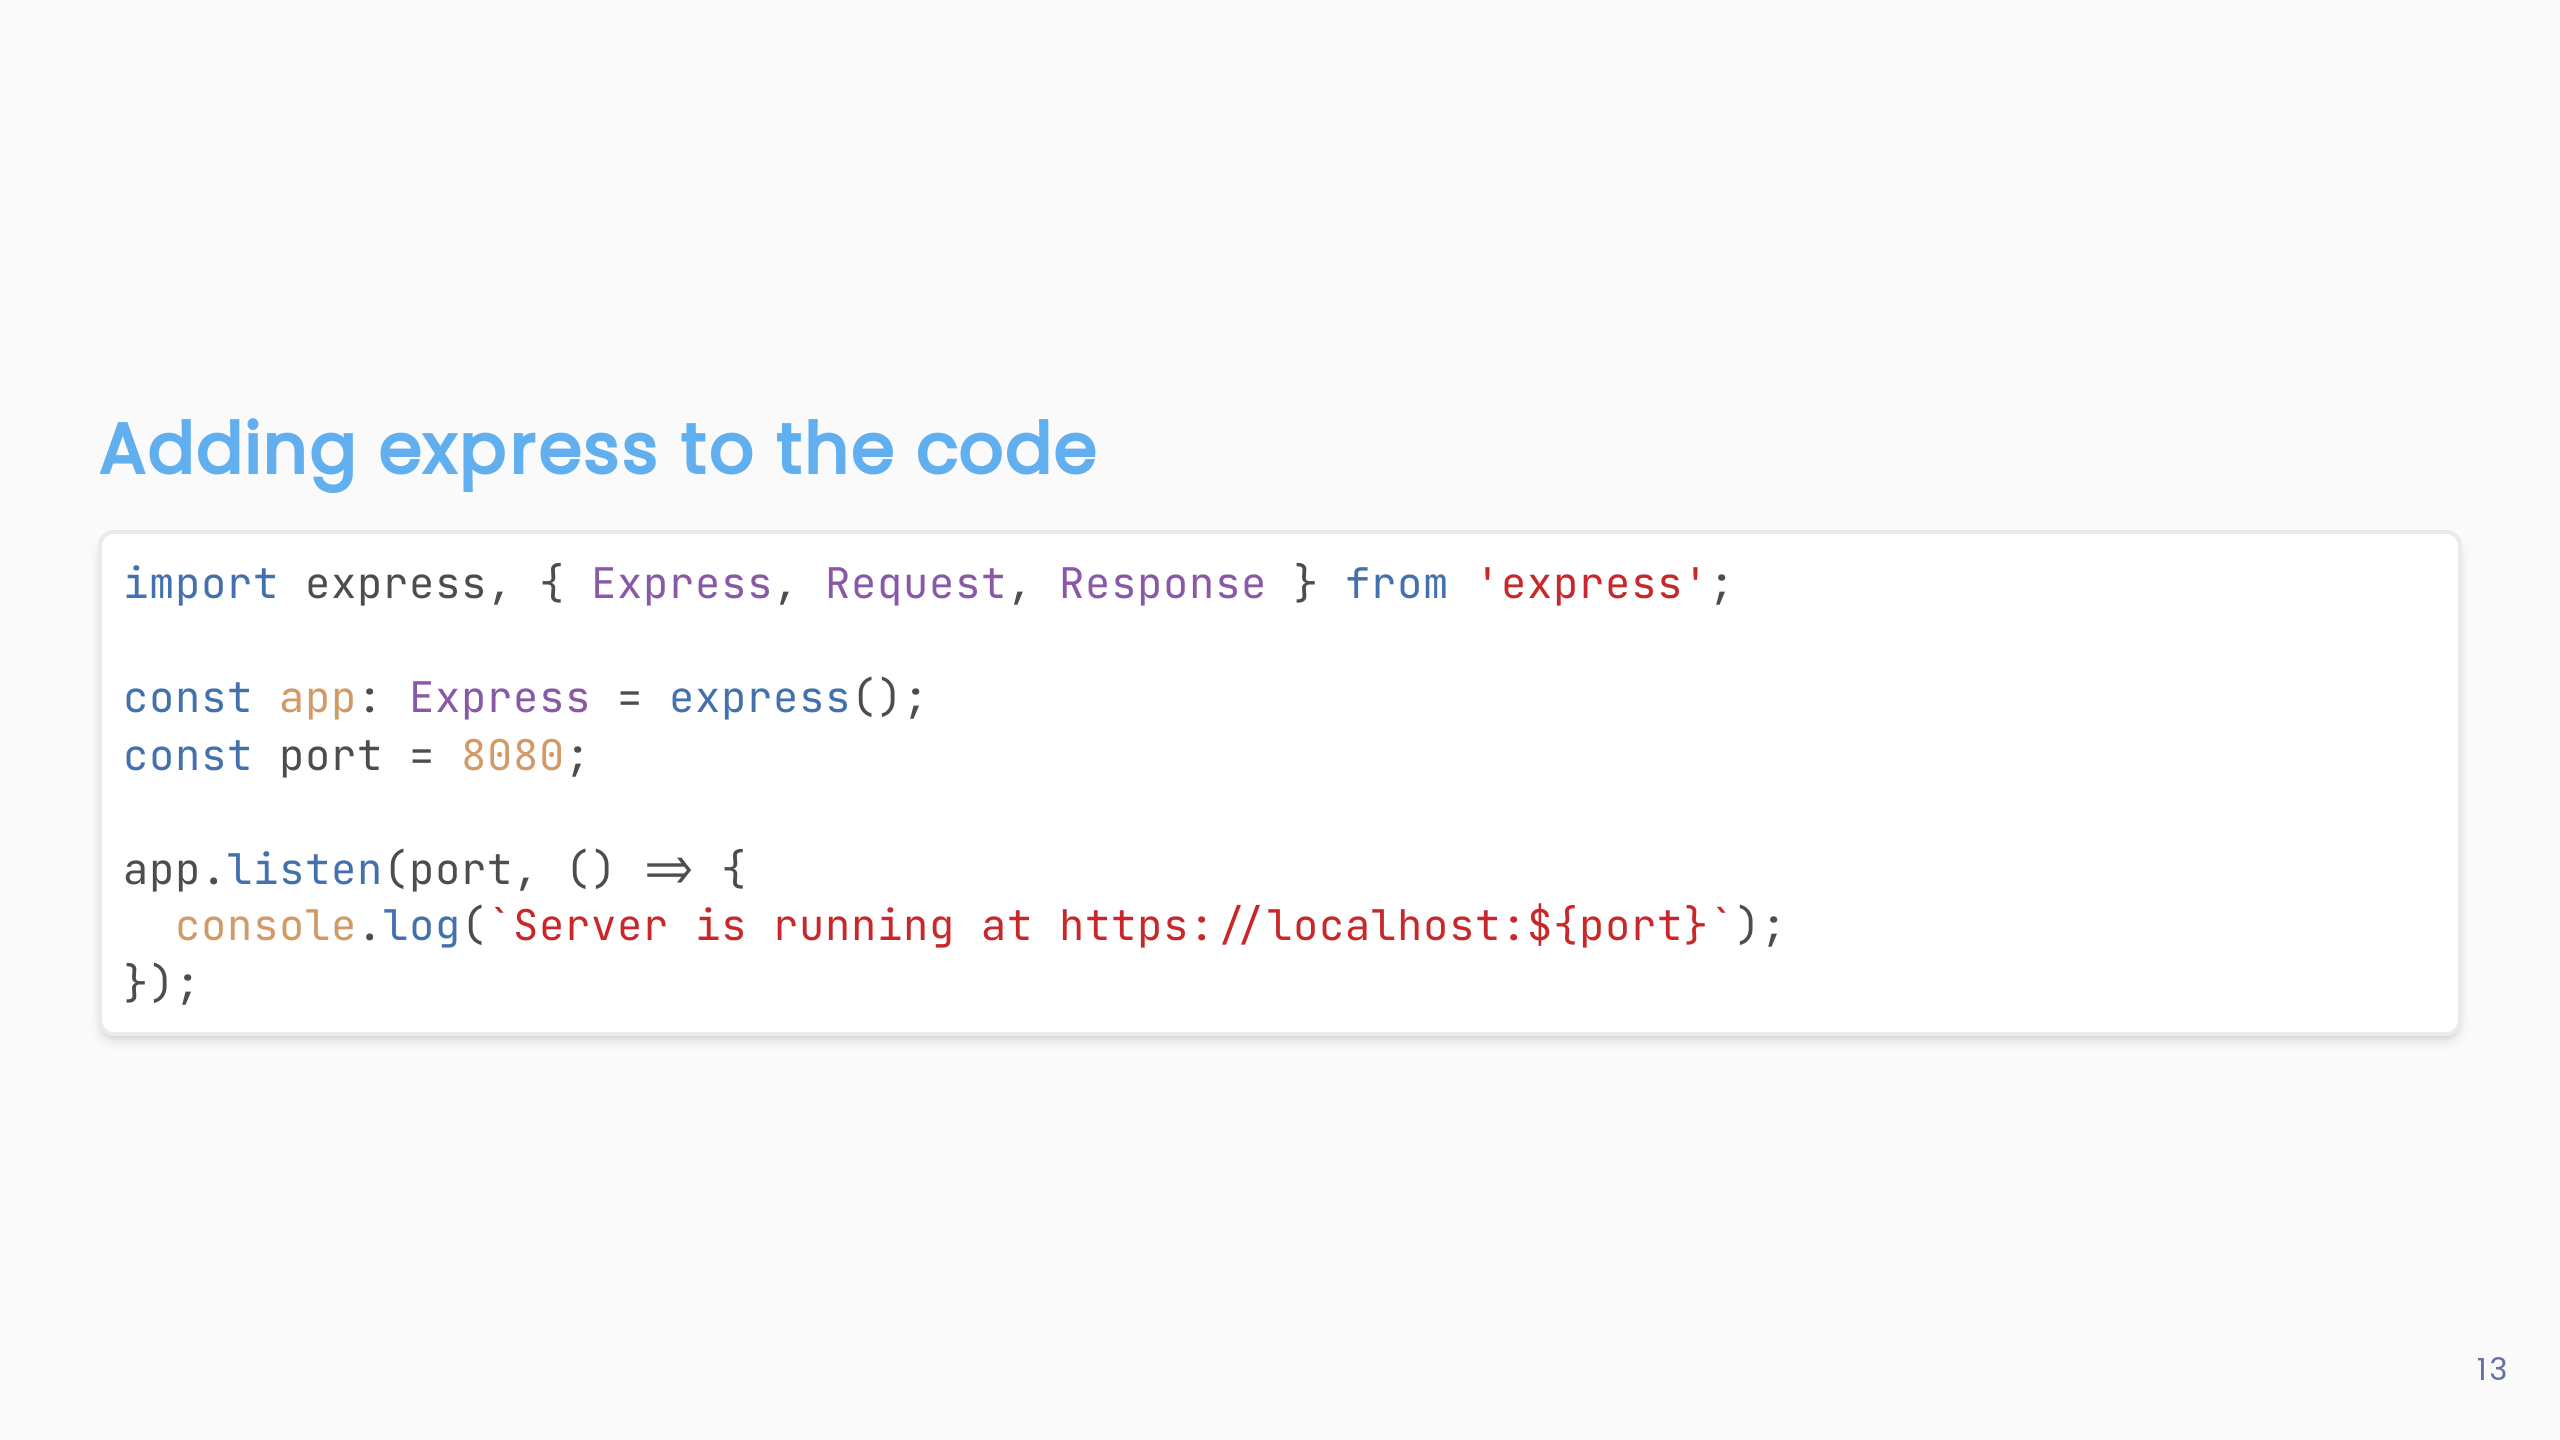 Adding express to the code
import express, { Express, Request, Response } from 'express';
const app: Express = express();
const port = 8080;
app.listen(port, () => {
  console.log(`Server is running at https://localhost:${port}`);
});
13